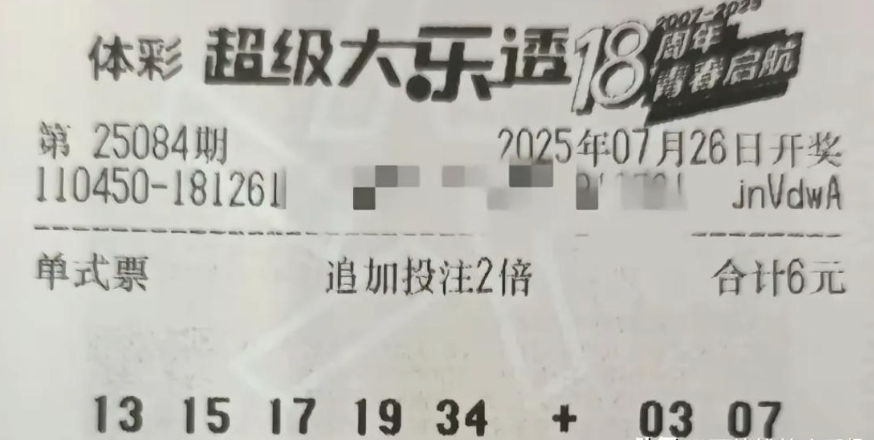 体彩 超级大乐透 18 2007-2025
周年
青春启航
第 25084期 2025年07月26日开奖
110450-181261 jnVdwA
单式票 追加投注2倍 合计6元
13 15 17 19 34 + 03 07